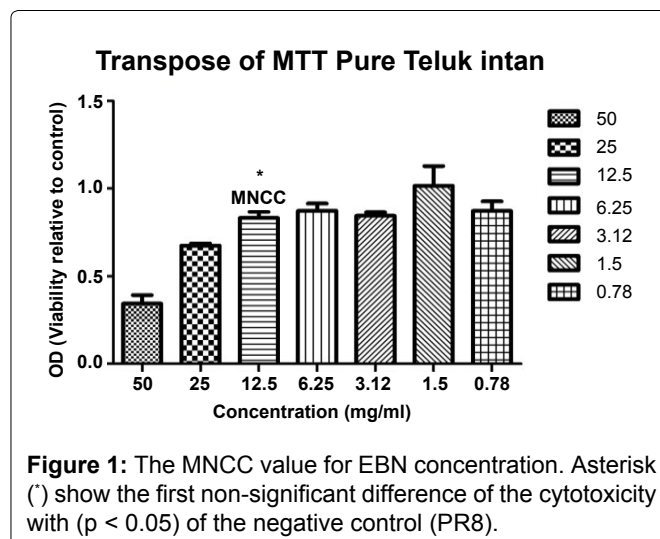 Transpose of MTT Pure Teluk intan
OD (Viability relative to control)
1.5
1.0
0.5
0.0
*
MNCC
50 25 12.5 6.25 3.12 1.5 0.78
Concentration (mg/ml)
50
25
12.5
6.25
3.12
1.5
0.78
Figure 1: The MNCC value for EBN concentration. Asterisk
(*) show the first non-significant difference of the cytotoxicity
with (p < 0.05) of the negative control (PR8).